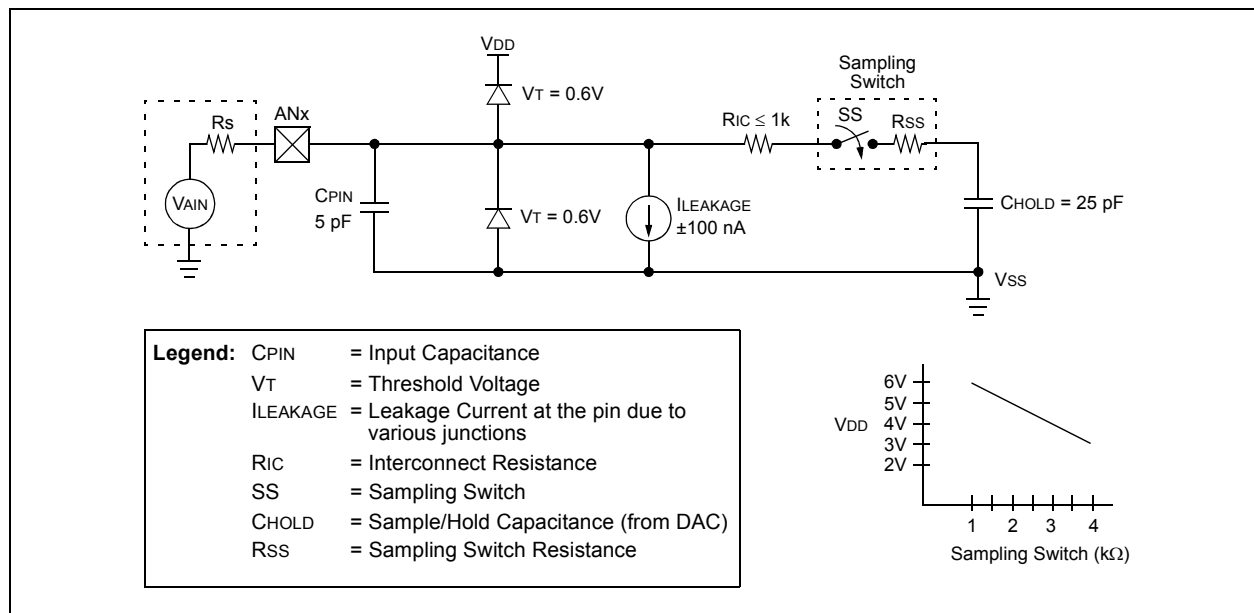 VDD
Sampling
Switch
VT = 0.6V
ANx
Rs
RIC ≤ 1k
SS
RSS
VAIN
CPIN
5 pF
VT = 0.6V
ILEAKAGE
±100 nA
CHOLD = 25 pF
VSS
Legend: CPIN = Input Capacitance
VT = Threshold Voltage
ILEAKAGE = Leakage Current at the pin due to
various junctions
RIC = Interconnect Resistance
SS = Sampling Switch
CHOLD = Sample/Hold Capacitance (from DAC)
RSS = Sampling Switch Resistance
6V
5V
VDD 4V
3V
2V
1 2 3 4
Sampling Switch (kΩ)